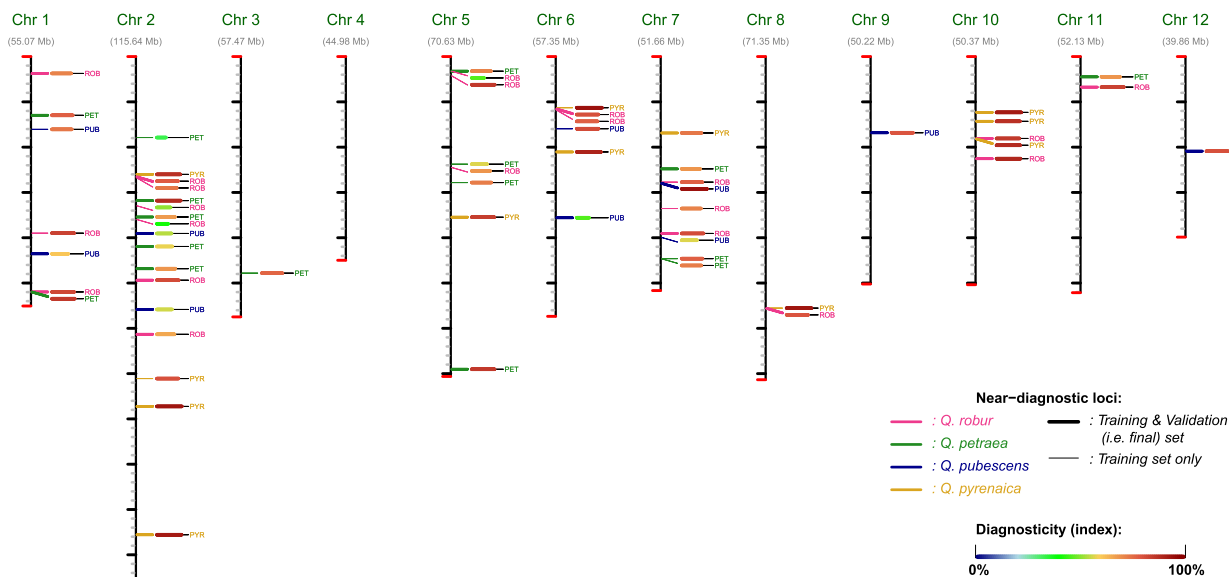 Chr 1 Chr 2 Chr 3 Chr 4 Chr 5 Chr 6 Chr 7 Chr 8 Chr 9 Chr 10 Chr 11 Chr 12
(55.07 Mb) (115.64 Mb) (57.47 Mb) (44.98 Mb) (70.63 Mb) (57.35 Mb) (51.66 Mb) (71.35 Mb) (50.22 Mb) (50.37 Mb) (52.13 Mb) (39.86 Mb)
ROB
PET
PUB
ROB
PUB
ROB
PET
PET
PYR
ROB
ROB
PET
ROB
PET
ROB
PUB
PET
PET
ROB
PUB
ROB
PYR
PYR
PYR
PET
PET
ROB
ROB
PET
ROB
PET
PYR
PET
PYR
ROB
ROB
PUB
PYR
PUB
PYR
PET
ROB
PUB
ROB
ROB
PUB
PET
PET
PYR
ROB
PUB
PYR
PYR
ROB
PYR
ROB
PET
ROB
Near−diagnostic loci:
: Q. robur
: Q. petraea
: Q. pubescens
: Q. pyrenaica
: Training & Validation
(i.e. final) set
: Training set only
Diagnosticity (index):
0% 100%